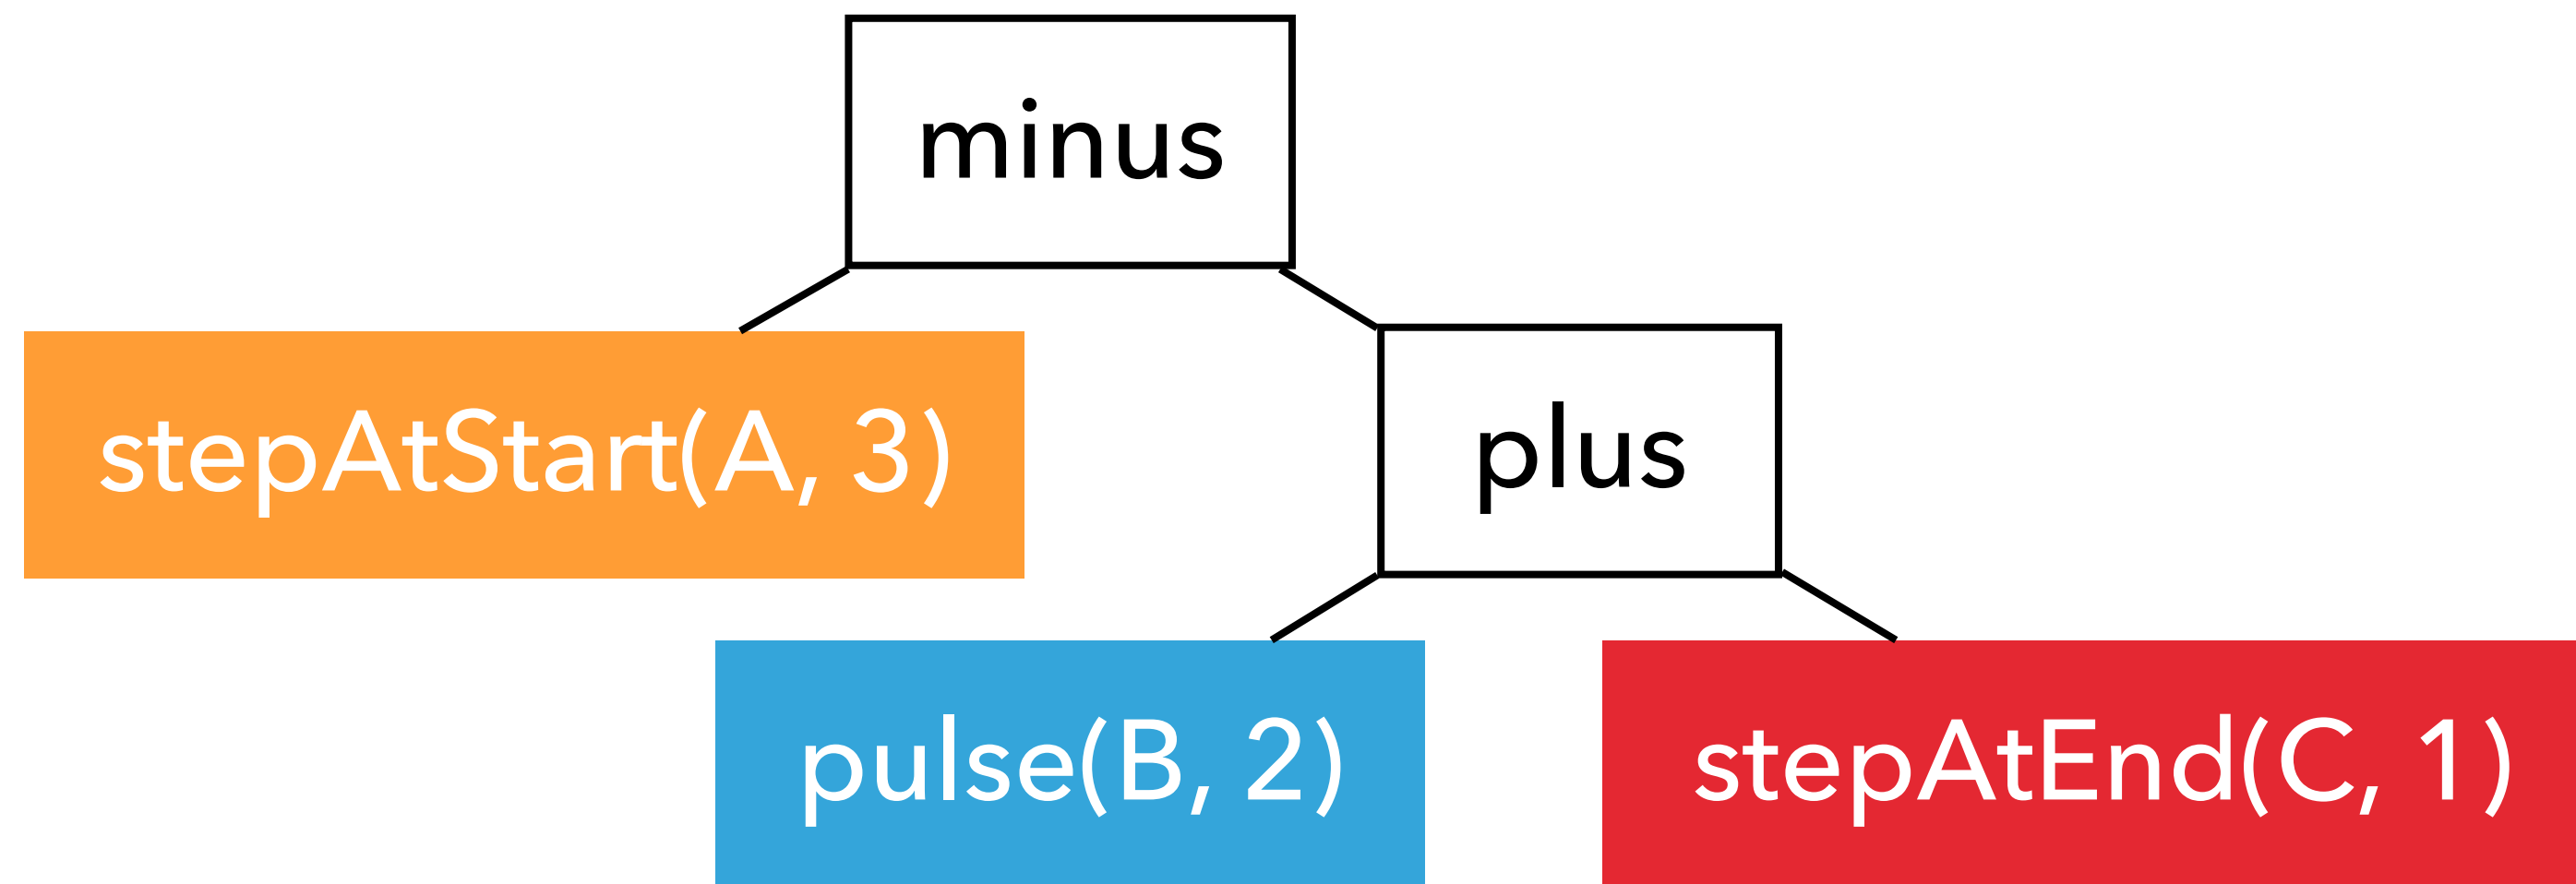 minus
stepAtStart(A, 3)
plus
pulse(B, 2)
stepAtEnd(C, 1)